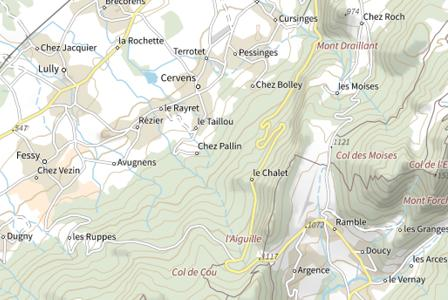 Brécorens
974
Cursinges
Chez Roch
la Rochette
Chez Jacquier
Mont Draillant
Terrotet
Pessinges
Lully
Cervens
Chez Bolley
les Moises
le Rayret
547
Rézier
le Taillou
1121
Chez Pallin
Fessy
Avugnens
Col des Moises
Chez Vezin
le Chalet
Mont Forch
Ramble
1072
les Granges
Dugny
les Ruppes
l'Aiguille
Doucy
1117
les Arces
Col de Cou
Argence
le Vernay